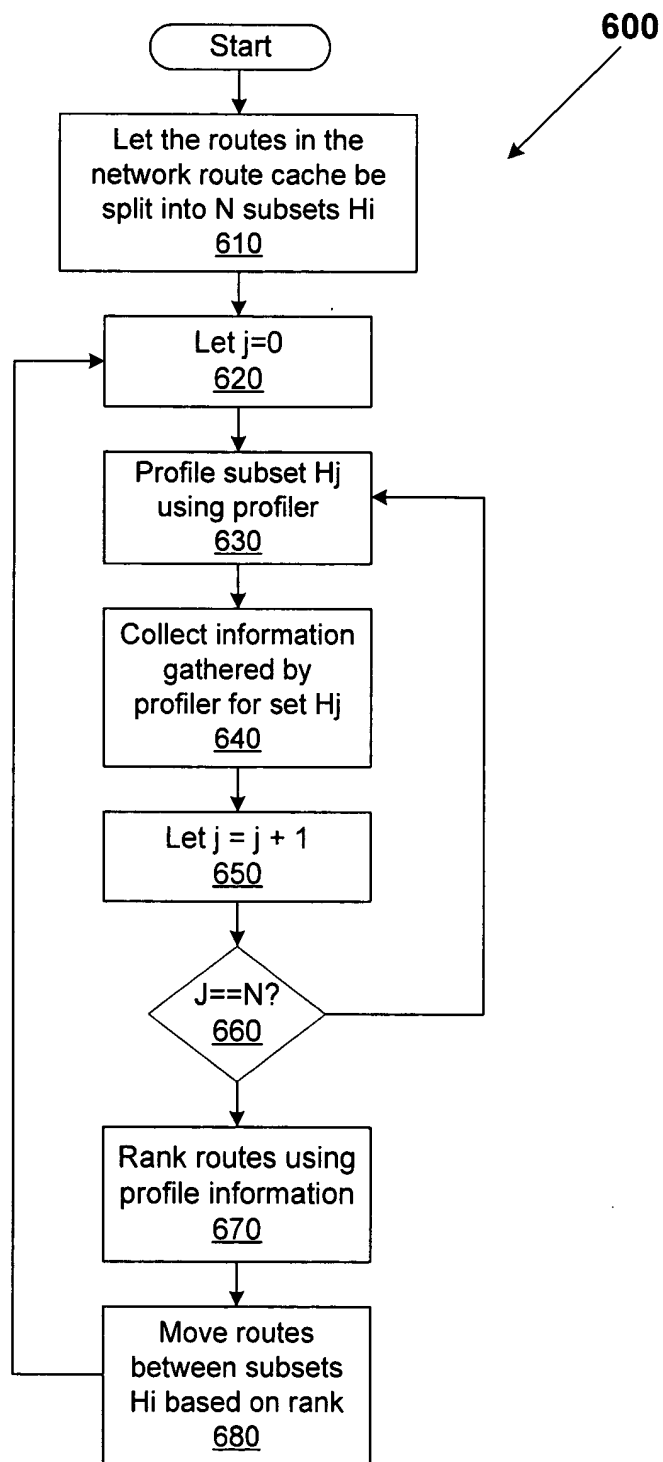 600
Start
Let the routes in the
network route cache be
split into N subsets Hi
610
Let j=0
620
Profile subset Hj
using profiler
630
Collect information
gathered by
profiler for set Hj
640
Let j = j + 1
650
J==N?
660
Rank routes using
profile information
670
Move routes
between subsets
Hi based on rank
680